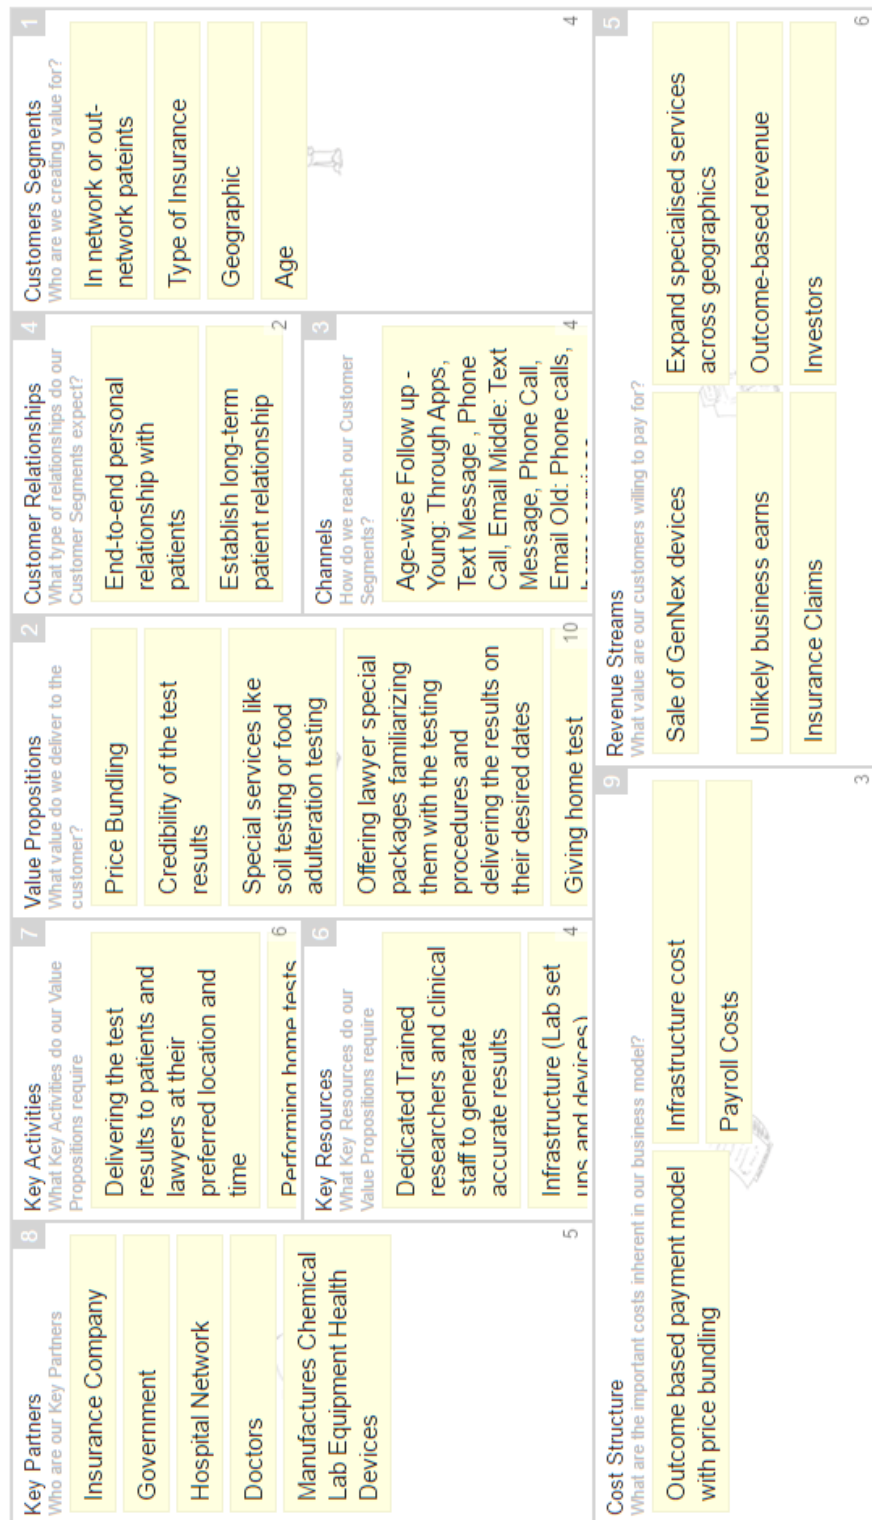 Key Partners
8
Who are our Key Partners
Insurance Company
Government
Hospital Network
Doctors
Manufactures Chemical
Lab Equipment Health
Devices
5
Key Activities
7
What Key Activities do our Value
Propositions require
Delivering the test
results to patients and
lawyers at their
preferred location and
time
Performing home tests
6
Key Resources
6
What Key Resources do our
Value Propositions require
Dedicated Trained
researchers and clinical
staff to generate
accurate results
Infrastructure (Lab set
ups and devices)
4
Value Propositions
2
What value do we deliver to the
customer?
Price Bundling
Credibility of the test
results
Special services like
soil testing or food
adulteration testing
Offering lawyer special
packages familiarizing
them with the testing
procedures and
delivering the results on
their desired dates
Giving home test
10
Customer Relationships
4
What type of relationships do our
Customer Segments expect?
End-to-end personal
relationship with
patients
Establish long-term
patient relationship
2
Channels
3
How do we reach our Customer
Segments?
Age-wise Follow up -
Young: Through Apps,
Text Message , Phone
Call, Email Middle: Text
Message, Phone Call,
Email Old: Phone calls,
4
Customers Segments
1
Who are we creating value for?
In network or out-
network pateints
Type of Insurance
Geographic
Age
4
Cost Structure
9
What are the important costs inherent in our business model?
Outcome based payment model
with price bundling
Infrastructure cost
Payroll Costs
3
Revenue Streams
5
What value are our customers willing to pay for?
Sale of GenNex devices
Expand specialised services
across geographics
Unlikely business earns
Outcome-based revenue
Insurance Claims
Investors
6